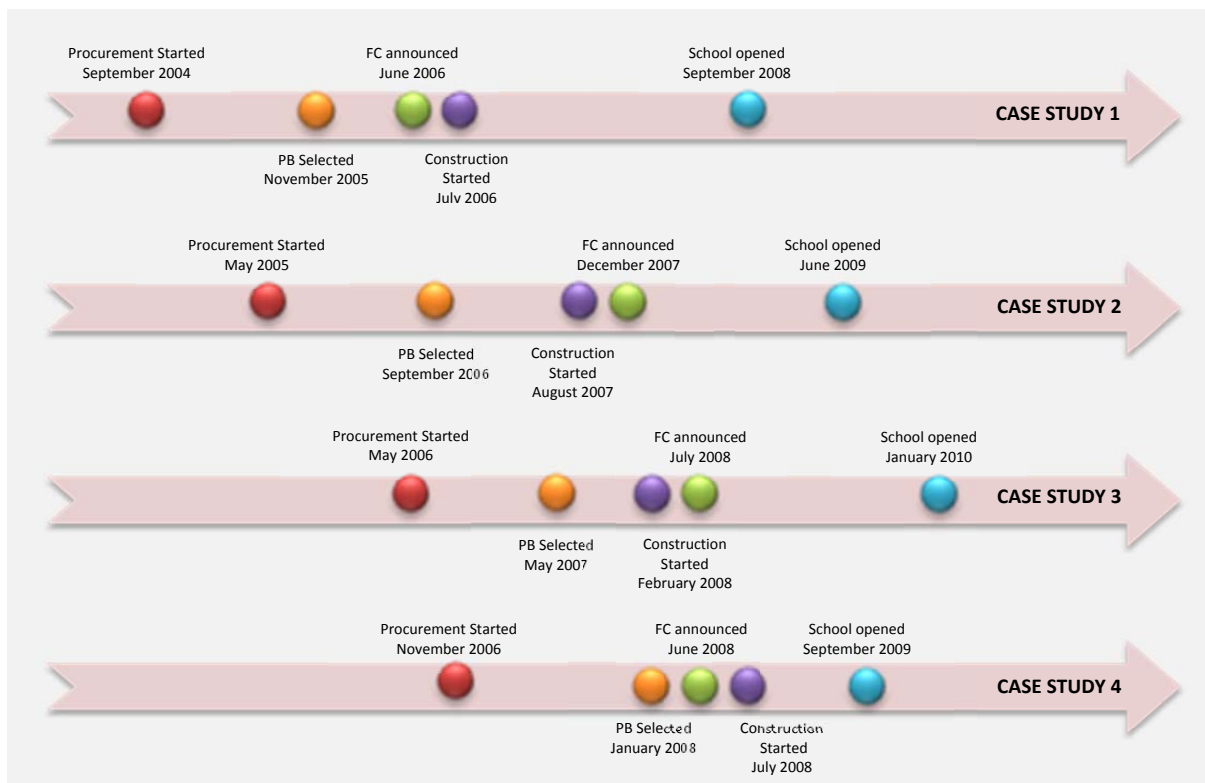 Procurement Started
September 2004
FC announced
June 2006
School opened
September 2008
CASE STUDY 1
PB Selected
November 2005
Construction
Started
July 2006
Procurement Started
May 2005
FC announced
December 2007
School opened
June 2009
CASE STUDY 2
PB Selected
September 2006
Construction
Started
August 2007
Procurement Started
May 2006
FC announced
July 2008
School opened
January 2010
CASE STUDY 3
PB Selected
May 2007
Construction
Started
February 2008
Procurement Started
November 2006
FC announced
June 2008
School opened
September 2009
CASE STUDY 4
PB Selected
January 2008
Construction
Started
July 2008